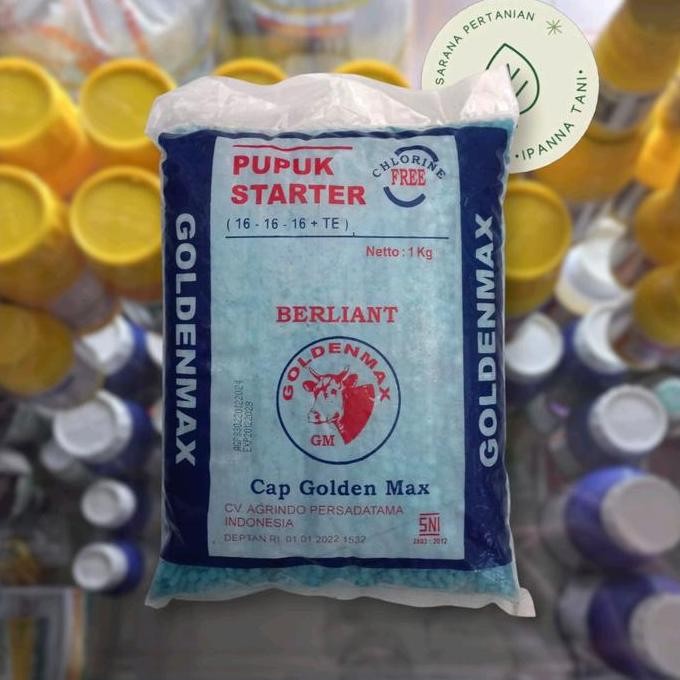 SARANA PERTANIAN
IPANNA TANI
PUPUK
STARTER
CHLORINE
FREE
( 16 - 16 - 16 + TE )
Netto : 1 Kg
GOLDENMAX
GOLDENMAX
BERLIANT
GOLDENMAX
GM
EXP20122028
Cap Golden Max
CV. AGRINDO PERSADATAMA
INDONESIA
DEPTAN RI. 01.01.2022.1532
SNI